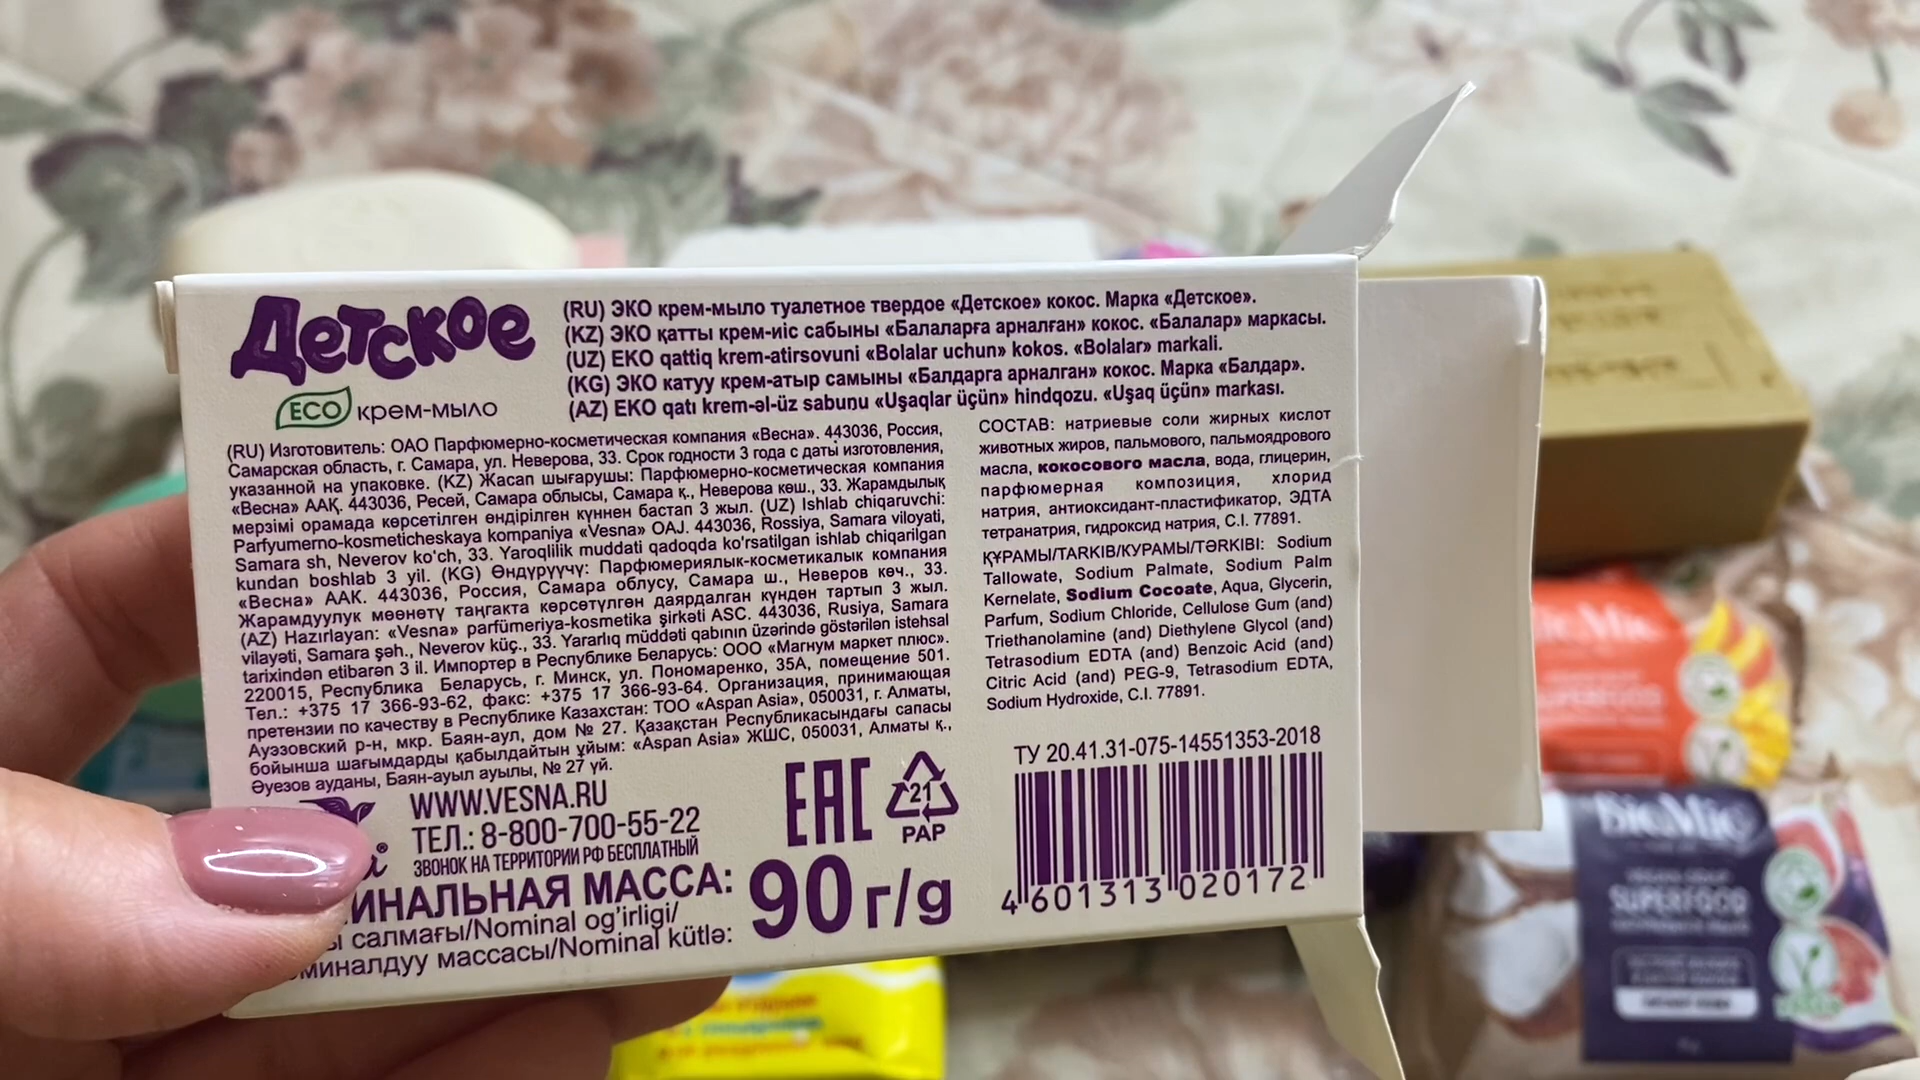 Детское
ECO крем-мыло
(RU) ЭКО крем-мыло туалетное твердое «Детское» кокос. Марка «Детское».
(KZ) ЭКО қатты крем-иіс сабыны «Балаларға арналған» кокос. «Балалар» маркасы.
(UZ) EKO qattiq krem-atirsovuni «Bolalar uchun» kokos. «Bolalar» markali.
(KG) ЭКО катуу крем-атыр самыны «Балдарга арналган» кокос. Марка «Балдар».
(AZ) EKO qatı krem-əl-üz sabunu «Uşaqlar üçün» hindqozu. «Uşaq üçün» markası.
(RU) Изготовитель: ОАО Парфюмерно-косметическая компания «Весна». 443036, Россия,
Самарская область, г. Самара, ул. Неверова, 33. Срок годности 3 года с даты изготовления,
указанной на упаковке. (KZ) Жасап шығарушы: Парфюмерно-косметическая компания
«Весна» ААҚ. 443036, Ресей, Самара облысы, Самара қ., Неверова көш., 33. Жарамдылық
мерзімі орамада көрсетілген өндірілген күннен бастап 3 жыл. (UZ) Ishlab chiqaruvchi:
Parfyumerno-kosmeticheskaya kompaniya «Vesna» OAJ. 443036, Rossiya, Samara viloyati,
Samara sh, Neverov ko'ch, 33. Yaroqlilik muddati qadoqda ko'rsatilgan ishlab chiqarilgan
kundan boshlab 3 yil. (KG) Өндүрүүчү: Парфюмериялык-косметикалык компания
«Весна» ААК. 443036, Россия, Самара облусу, Самара ш., Неверов көч., 33.
Жарамдуулук мөөнөтү таңгакта көрсөтүлгөн даярдалган күндөн тартып 3 жыл.
(AZ) Hazırlayan: «Vesna» parfümeriya-kosmetika şirkəti ASC. 443036, Rusiya, Samara
vilayəti, Samara şəh., Neverov küç., 33. Yararlıq müddəti qabının üzərində göstərilən istehsal
tarixindən etibarən 3 il. Импортер в Республике Беларусь: ООО «Магнум маркет плюс».
220015, Республика Беларусь, г. Минск, ул. Пономаренко, 35А, помещение 501.
Тел.: +375 17 366-93-62, факс: +375 17 366-93-64. Организация, принимающая
претензии по качеству в Республике Казахстан: ТОО «Aspan Asia», 050031, г. Алматы,
Ауэзовский р-н, мкр. Баян-аул, дом № 27. Қазақстан Республикасындағы сапасы
бойынша шағымдарды қабылдайтын ұйым: «Aspan Asia» ЖШС, 050031, Алматы қ.,
Әуезов ауданы, Баян-ауыл ауылы, № 27 үй.
СОСТАВ: натриевые соли жирных кислот
животных жиров, пальмового, пальмоядрового
масла, кокосового масла, вода, глицерин,
парфюмерная композиция, хлорид
натрия, антиоксидант-пластификатор, ЭДТА
тетранатрия, гидроксид натрия, C.I. 77891.
ҚҰРАМЫ/TARKIB/КУРАМЫ/TƏRKIBI: Sodium
Tallowate, Sodium Palmate, Sodium Palm
Kernelate, Sodium Cocoate, Aqua, Glycerin,
Parfum, Sodium Chloride, Cellulose Gum (and)
Triethanolamine (and) Diethylene Glycol (and)
Tetrasodium EDTA (and) Benzoic Acid (and)
Citric Acid (and) PEG-9, Tetrasodium EDTA,
Sodium Hydroxide, C.I. 77891.
WWW.VESNA.RU
ТЕЛ.: 8-800-700-55-22
ЗВОНОК НА ТЕРРИТОРИИ РФ БЕСПЛАТНЫЙ
МАССА: 90 г/g
салмағы/Nominal og'irligi/
массасы/Nominal kütlə:
EAC
21
PAP
ТУ 20.41.31-075-14551353-2018
4 601313 020172
BioMio
BioMio
SUPERFOOD